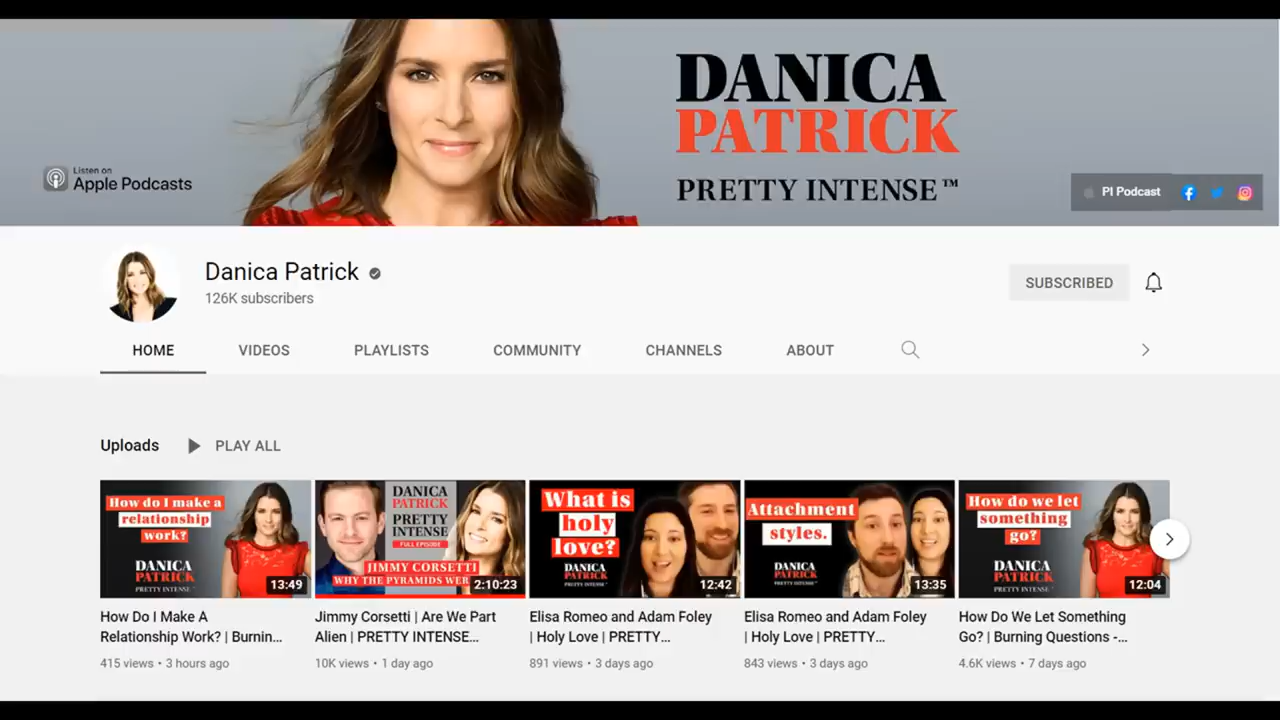 DANICA
PATRICK
PRETTY INTENSE™
Listen on
Apple Podcasts
PI Podcast
Danica Patrick
126K subscribers
SUBSCRIBED
HOME VIDEOS PLAYLISTS COMMUNITY CHANNELS ABOUT
Uploads PLAY ALL
How do I make a
relationship
work?
DANICA
PATRICK
PRETTY INTENSE
13:49
DANICA
PATRICK
PRETTY
INTENSE
FULL EPISODE
JIMMY CORSETTI
WHY THE PYRAMIDS WER
2:10:23
What is
holy
love?
DANICA
PATRICK
PRETTY INTENSE
12:42
Attachment
styles.
DANICA
PATRICK
PRETTY INTENSE
13:35
How do we let
something
go?
DANICA
PATRICK
PRETTY INTENSE
12:04
How Do I Make A
Relationship Work? | Burnin...
415 views • 3 hours ago
Jimmy Corsetti | Are We Part
Alien | PRETTY INTENSE...
10K views • 1 day ago
Elisa Romeo and Adam Foley
| Holy Love | PRETTY...
891 views • 3 days ago
Elisa Romeo and Adam Foley
| Holy Love | PRETTY...
843 views • 3 days ago
How Do We Let Something
Go? | Burning Questions -...
4.6K views • 7 days ago